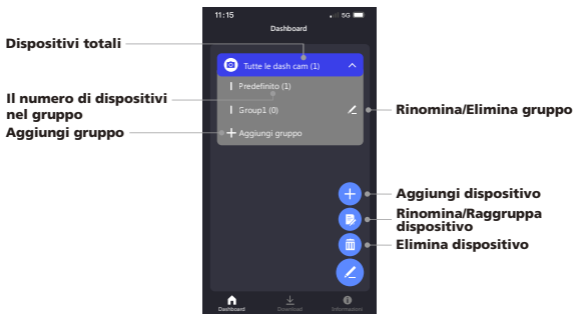 11:15
5G
Dashboard
Dispositivi totali
Tutte le dash cam (1)
Predefinito (1)
Il numero di dispositivi
nel gruppo
Group1 (0)
Rinomina/Elimina gruppo
Aggiungi gruppo
Aggiungi gruppo
Aggiungi dispositivo
Rinomina/Raggruppa
dispositivo
Elimina dispositivo
Dashboard
Download
Informazioni